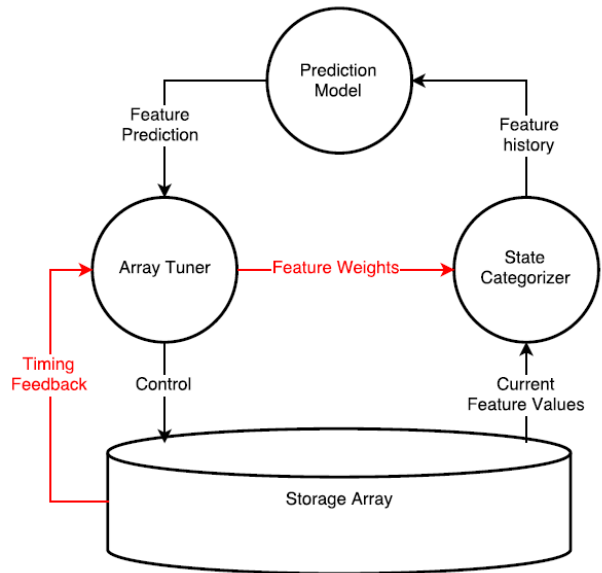 Prediction
Model
Feature
Prediction
Feature
history
Array Tuner
Feature Weights
State
Categorizer
Timing
Feedback
Control
Current
Feature Values
Storage Array